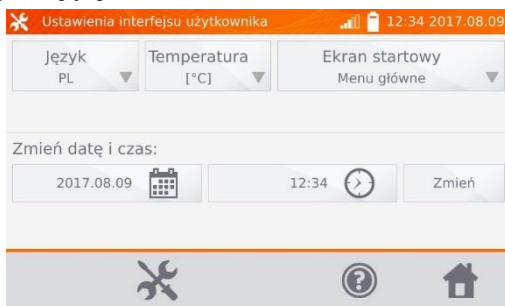 Ustawienia interfejsu użytkownika 12:34 2017.08.09
Język Temperatura Ekran startowy
PL [°C] Menu główne
Zmień datę i czas:
2017.08.09 12:34 Zmień